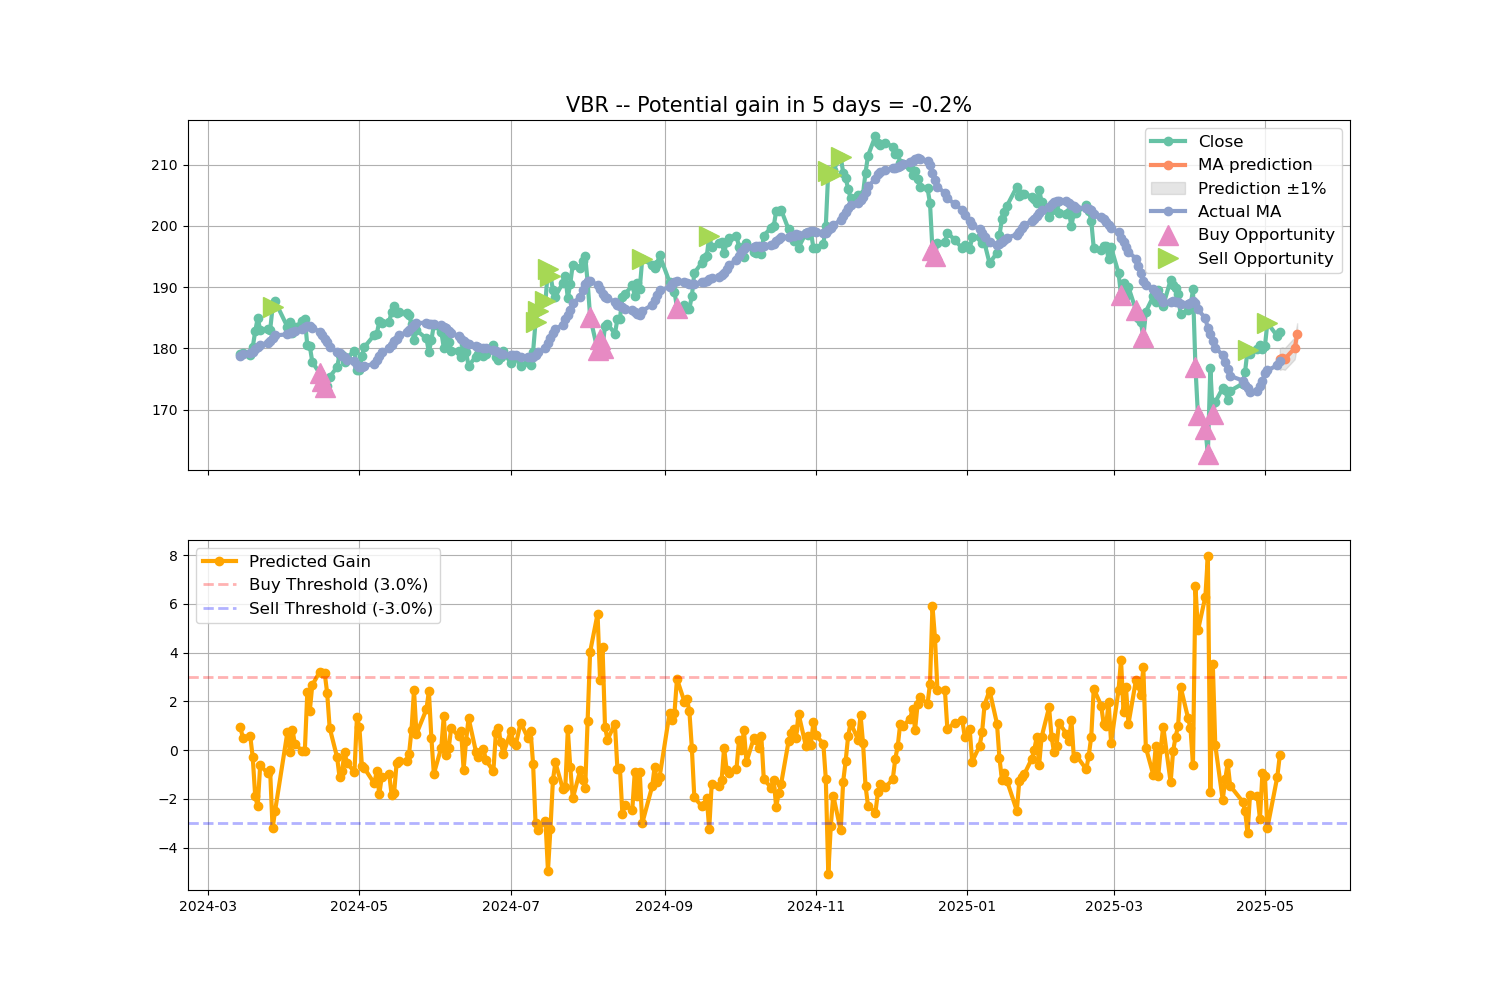 VBR -- Potential gain in 5 days = -0.2%
210
200
190
180
170
Close
MA prediction
Prediction ±1%
Actual MA
Buy Opportunity
Sell Opportunity
8
6
4
2
0
−2
−4
Predicted Gain
Buy Threshold (3.0%)
Sell Threshold (-3.0%)
2024-03
2024-05
2024-07
2024-09
2024-11
2025-01
2025-03
2025-05